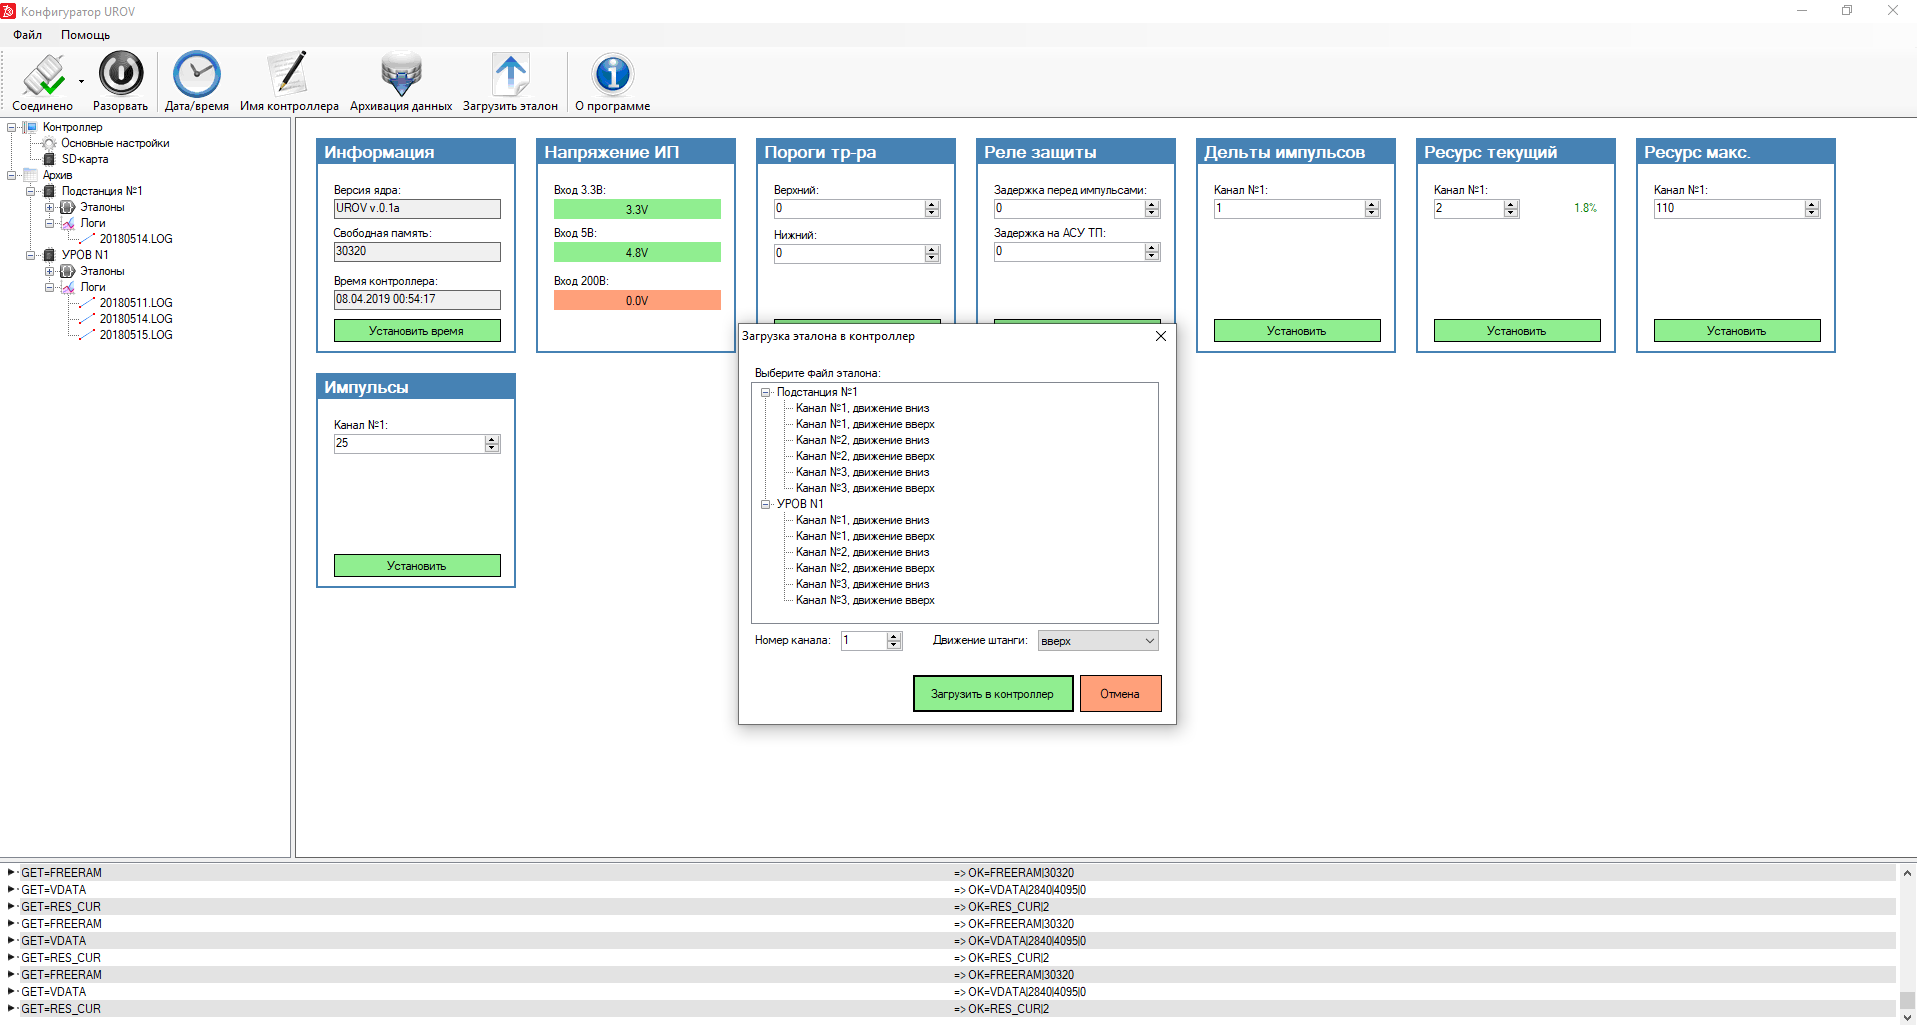 Конфигуратор UROV
Файл Помощь
Соединено Разорвать Дата/время Имя контроллера Архивация данных Загрузить эталон О программе
Контроллер
Основные настройки
SD-карта
Архив
Подстанция №1
Эталоны
Логи
20180514.LOG
УРОВ N1
Эталоны
Логи
20180511.LOG
20180514.LOG
20180515.LOG
Информация
Версия ядра:
UROV v.0.1a
Свободная память:
30320
Время контроллера:
08.04.2019 00:54:17
Установить время
Напряжение ИП
Вход 3.3В:
3.3V
Вход 5В:
4.8V
Вход 200В:
0.0V
Пороги тр-ра
Верхний:
0
Нижний:
0
Реле защиты
Задержка перед импульсами:
0
Задержка на АСУ ТП:
0
Дельты импульсов
Канал №1:
1
Установить
Ресурс текущий
Канал №1:
2 1.8%
Установить
Ресурс макс.
Канал №1:
110
Установить
Импульсы
Канал №1:
25
Установить
Загрузка эталона в контроллер
Выберите файл эталона:
Подстанция №1
Канал №1, движение вниз
Канал №1, движение вверх
Канал №2, движение вниз
Канал №2, движение вверх
Канал №3, движение вниз
Канал №3, движение вверх
УРОВ N1
Канал №1, движение вниз
Канал №1, движение вверх
Канал №2, движение вниз
Канал №2, движение вверх
Канал №3, движение вниз
Канал №3, движение вверх
Номер канала: 1 Движение штанги: вверх
Загрузить в контроллер Отмена
GET=FREERAM => OK=FREERAM|30320
GET=VDATA => OK=VDATA|2840|4095|0
GET=RES_CUR => OK=RES_CUR|2
GET=FREERAM => OK=FREERAM|30320
GET=VDATA => OK=VDATA|2840|4095|0
GET=RES_CUR => OK=RES_CUR|2
GET=FREERAM => OK=FREERAM|30320
GET=VDATA => OK=VDATA|2840|4095|0
GET=RES_CUR => OK=RES_CUR|2